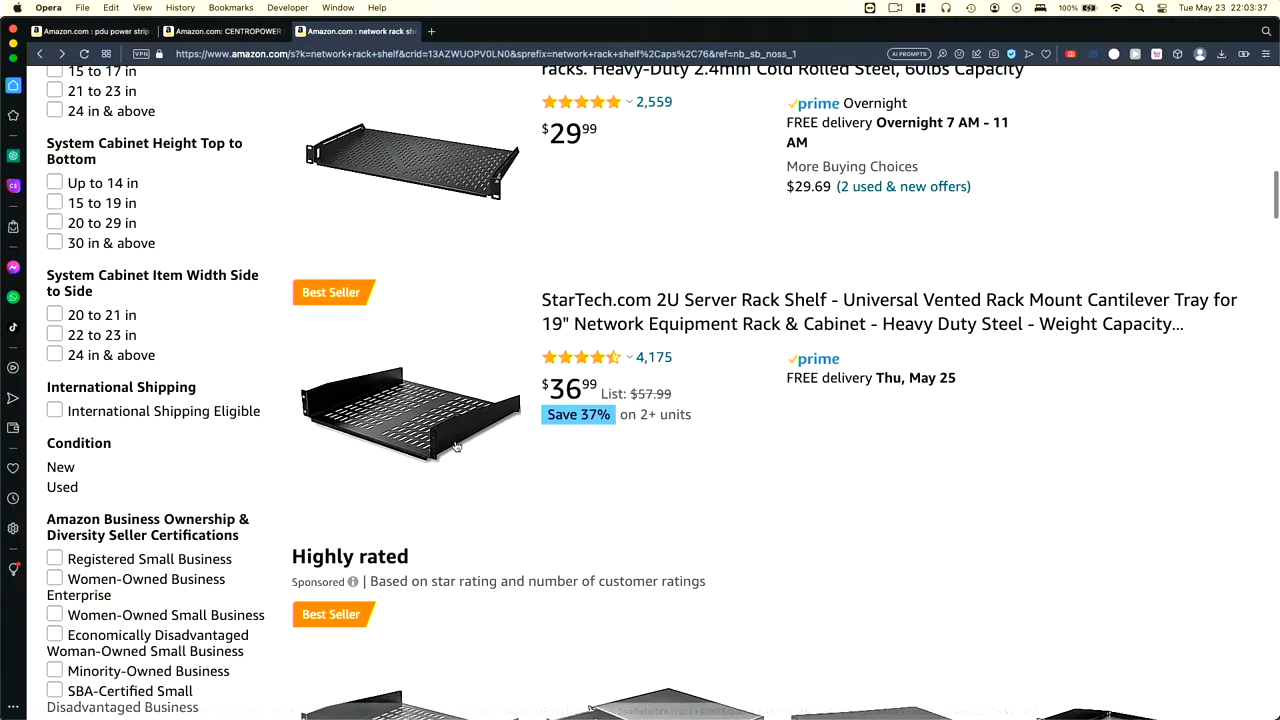 Opera File Edit View History Bookmarks Developer Window Help 100% Tue May 23 22:03:37
Amazon.com : pdu power strip
Amazon.com: CENTROPOWER
Amazon.com : network rack sh
VPN https://www.amazon.com/s?k=network+rack+shelf&crid=13AZWUOPV0LN0&sprefix=network+rack+shelf%2Caps%2C76&ref=nb_sb_noss_1 AI PROMPTS
15 to 17 in
21 to 23 in
24 in & above
System Cabinet Height Top to
Bottom
Up to 14 in
15 to 19 in
20 to 29 in
30 in & above
System Cabinet Item Width Side
to Side
20 to 21 in
22 to 23 in
24 in & above
International Shipping
International Shipping Eligible
Condition
New
Used
Amazon Business Ownership &
Diversity Seller Certifications
Registered Small Business
Women-Owned Business
Enterprise
Women-Owned Small Business
Economically Disadvantaged
Woman-Owned Small Business
Minority-Owned Business
SBA-Certified Small
Disadvantaged Business
racks. Heavy-Duty 2.4mm Cold Rolled Steel, 60lbs Capacity
2,559
$29.99
prime Overnight
FREE delivery Overnight 7 AM - 11
AM
More Buying Choices
$29.69 (2 used & new offers)
Best Seller
StarTech.com 2U Server Rack Shelf - Universal Vented Rack Mount Cantilever Tray for
19" Network Equipment Rack & Cabinet - Heavy Duty Steel - Weight Capacity...
4,175
$36.99 List: $57.99
Save 37% on 2+ units
prime
FREE delivery Thu, May 25
Highly rated
Sponsored | Based on star rating and number of customer ratings
Best Seller